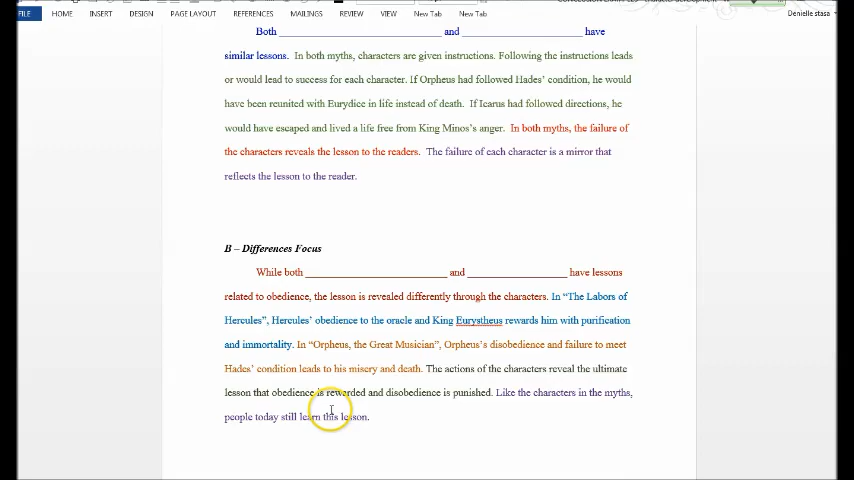 FILE HOME INSERT DESIGN PAGE LAYOUT REFERENCES MAILINGS REVIEW VIEW New Tab New Tab Denielle stasa
Both ______________________________ and ______________________ have
similar lessons. In both myths, characters are given instructions. Following the instructions leads
or would lead to success for each character. If Orpheus had followed Hades' condition, he would
have been reunited with Eurydice in life instead of death. If Icarus had followed directions, he
would have escaped and lived a life free from King Minos's anger. In both myths, the failure of
the characters reveals the lesson to the readers. The failure of each character is a mirror that
reflects the lesson to the reader.
B – Differences Focus
While both __________________________ and __________________ have lessons
related to obedience, the lesson is revealed differently through the characters. In "The Labors of
Hercules", Hercules' obedience to the oracle and King Eurystheus rewards him with purification
and immortality. In "Orpheus, the Great Musician", Orpheus's disobedience and failure to meet
Hades' condition leads to his misery and death. The actions of the characters reveal the ultimate
lesson that obedience is rewarded and disobedience is punished. Like the characters in the myths,
people today still learn this lesson.